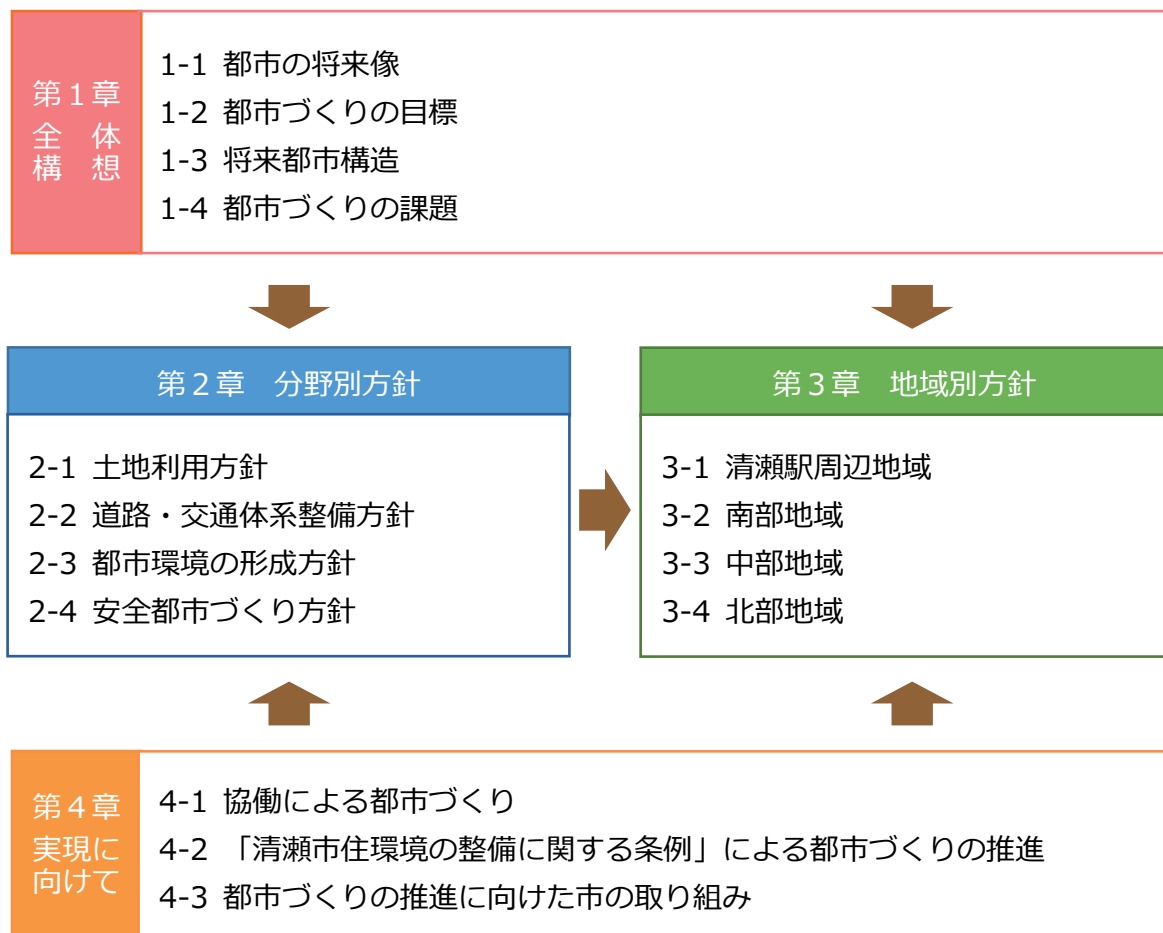 第１章
全　体
構　想
1-1 都市の将来像
1-2 都市づくりの目標
1-3 将来都市構造
1-4 都市づくりの課題
第２章　分野別方針
2-1 土地利用方針
2-2 道路・交通体系整備方針
2-3 都市環境の形成方針
2-4 安全都市づくり方針
第３章　地域別方針
3-1 清瀬駅周辺地域
3-2 南部地域
3-3 中部地域
3-4 北部地域
第４章
実現に
向けて
4-1 協働による都市づくり
4-2 「清瀬市住環境の整備に関する条例」による都市づくりの推進
4-3 都市づくりの推進に向けた市の取り組み